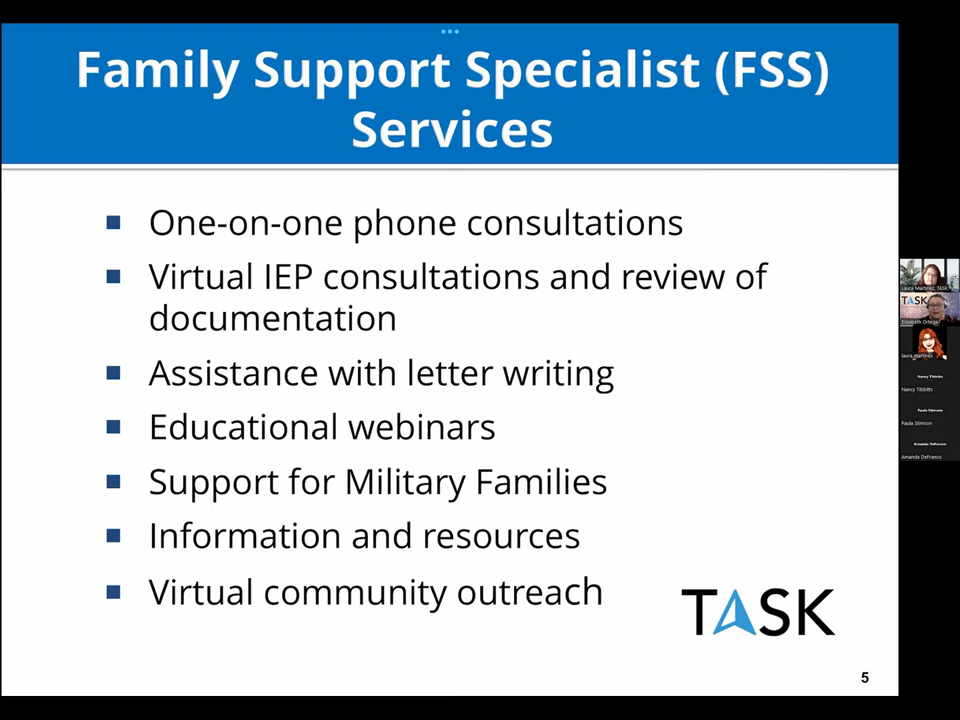 Family Support Specialist (FSS)
Services
One-on-one phone consultations
Virtual IEP consultations and review of
documentation
Assistance with letter writing
Educational webinars
Support for Military Families
Information and resources
Virtual community outreach
TASK
5
Laura Martinez, TASK
TASK
Elizabeth Ortega
laura martinez
Nancy Tibbitts
Nancy Tibbitts
Paula Stimson
Paula Stimson
Amanda DeFranco
Amanda DeFranco